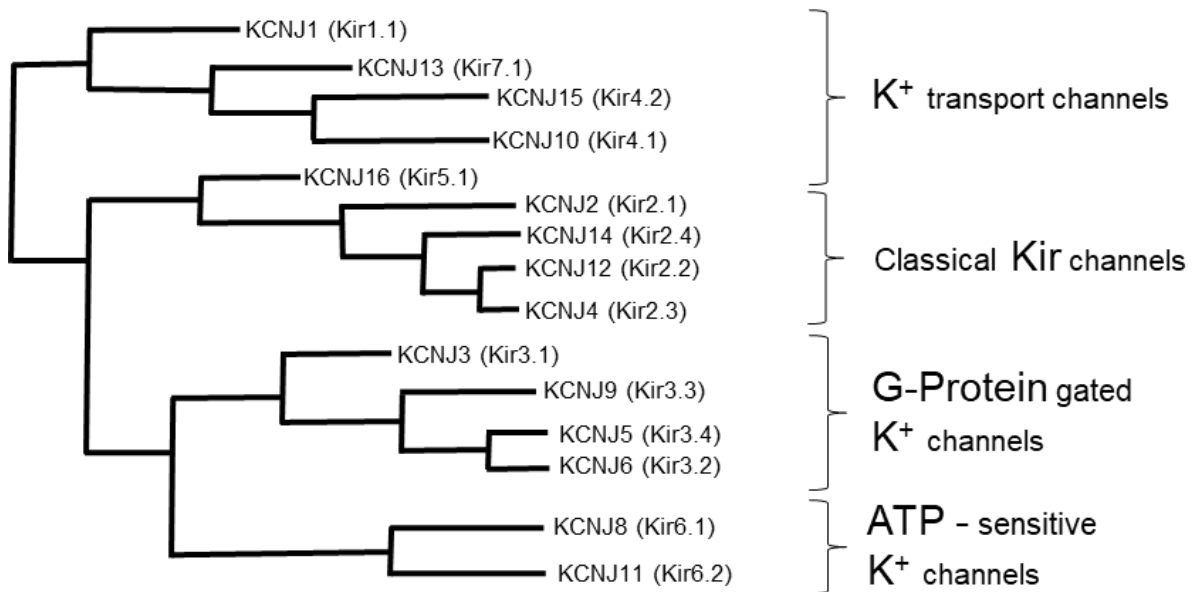 KCNJ1 (Kir1.1)
KCNJ13 (Kir7.1)
KCNJ15 (Kir4.2)
KCNJ10 (Kir4.1)
K⁺ transport channels
KCNJ16 (Kir5.1)
KCNJ2 (Kir2.1)
KCNJ14 (Kir2.4)
KCNJ12 (Kir2.2)
KCNJ4 (Kir2.3)
Classical Kir channels
KCNJ3 (Kir3.1)
KCNJ9 (Kir3.3)
KCNJ5 (Kir3.4)
KCNJ6 (Kir3.2)
G-Protein gated
K⁺ channels
KCNJ8 (Kir6.1)
KCNJ11 (Kir6.2)
ATP - sensitive
K⁺ channels